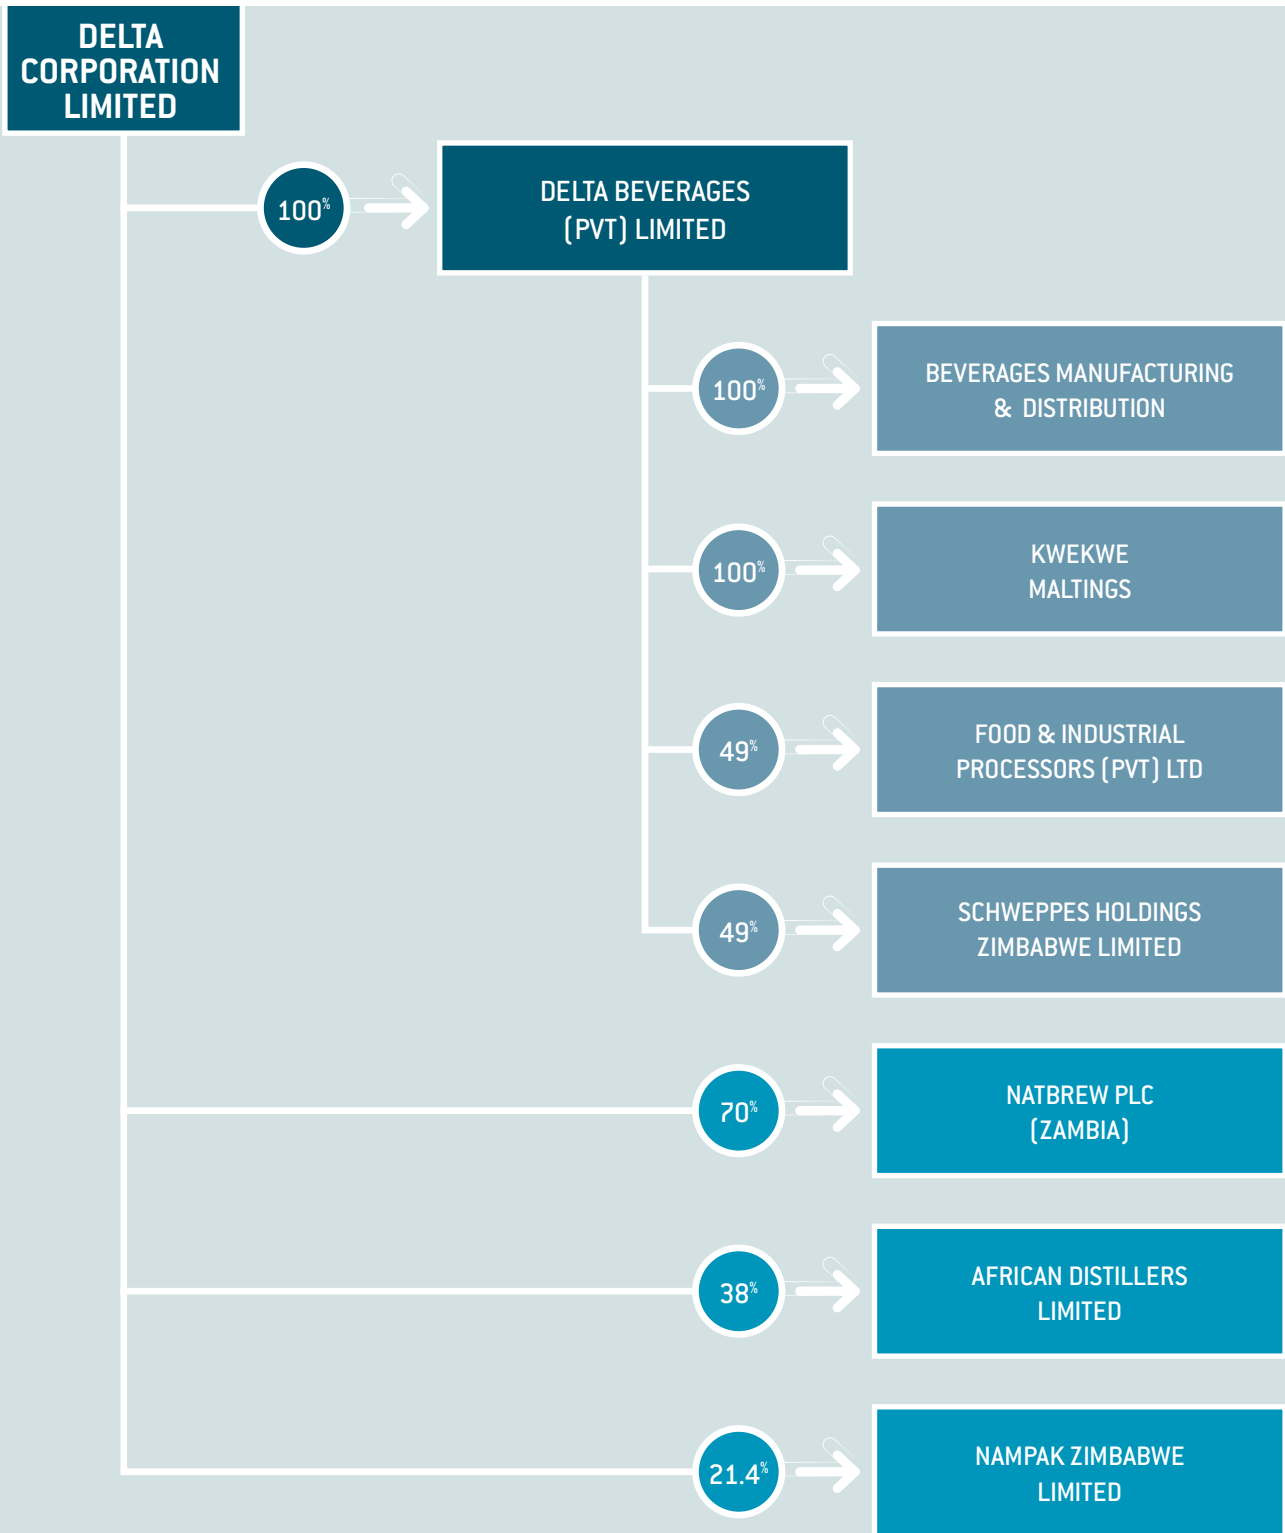 DELTA
CORPORATION
LIMITED
100%
DELTA BEVERAGES
(PVT) LIMITED
100%
BEVERAGES MANUFACTURING
& DISTRIBUTION
100%
KWEKWE
MALTINGS
49%
FOOD & INDUSTRIAL
PROCESSORS (PVT) LTD
49%
SCHWEPPES HOLDINGS
ZIMBABWE LIMITED
70%
NATBREW PLC
(ZAMBIA)
38%
AFRICAN DISTILLERS
LIMITED
21.4%
NAMPAK ZIMBABWE
LIMITED